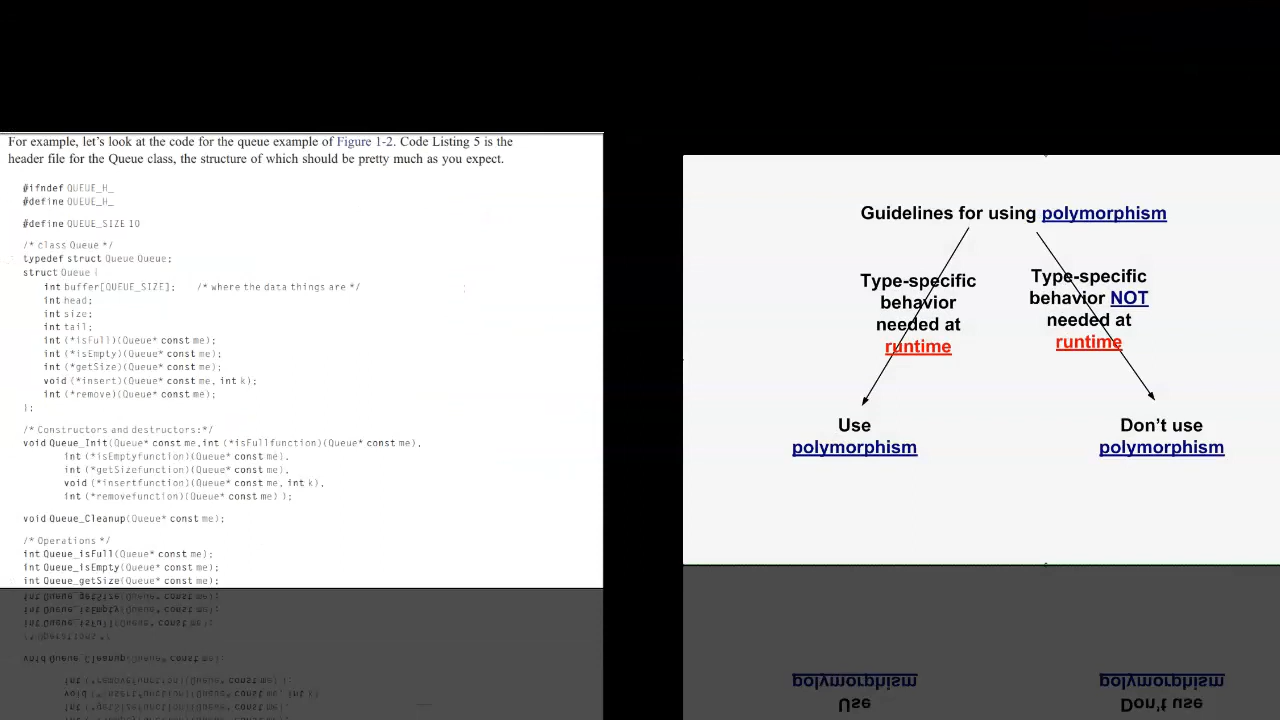 For example, let's look at the code for the queue example of Figure 1-2. Code Listing 5 is the
header file for the Queue class, the structure of which should be pretty much as you expect.
#ifndef QUEUE_H_
#define QUEUE_H_
#define QUEUE_SIZE 10
/* class Queue */
typedef struct Queue Queue;
struct Queue {
int buffer[QUEUE_SIZE]; /* where the data things are */
int head;
int size;
int tail;
int (*isFull)(Queue* const me);
int (*isEmpty)(Queue* const me);
int (*getSize)(Queue* const me);
void (*insert)(Queue* const me, int k);
int (*remove)(Queue* const me);
};
/* Constructors and destructors:*/
void Queue_Init(Queue* const me,int (*isFullfunction)(Queue* const me),
int (*isEmptyfunction)(Queue* const me),
int (*getSizefunction)(Queue* const me),
void (*insertfunction)(Queue* const me, int k),
int (*removefunction)(Queue* const me) );
void Queue_Cleanup(Queue* const me);
/* Operations */
int Queue_isFull(Queue* const me);
int Queue_isEmpty(Queue* const me);
int Queue_getSize(Queue* const me);
Guidelines for using polymorphism
Type-specific
behavior
needed at
runtime
Type-specific
behavior NOT
needed at
runtime
Use
polymorphism
Don't use
polymorphism